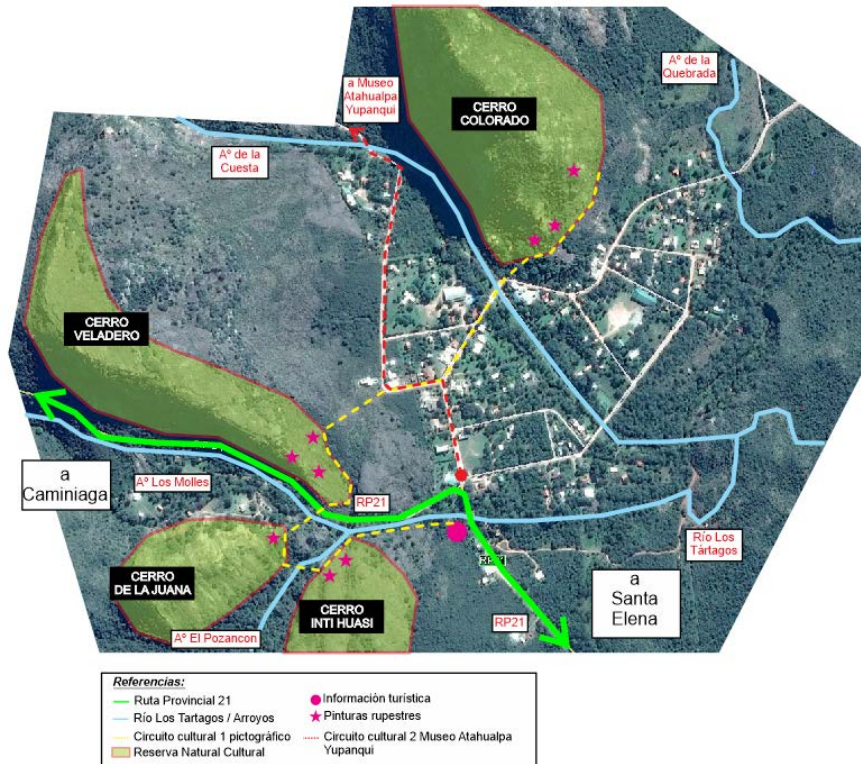 a Museo
Atahualpa
Yupanqui
CERRO
COLORADO
Aº de la
Quebrada
Aº de la
Cuesta
CERRO
VELADERO
a
Caminiaga
Aº Los Molles
RP21
Río Los
Tártagos
CERRO
DE LA JUANA
CERRO
INTI HUASI
a
Santa
Elena
RP21
Aº El Pozancon
Referencias:
Ruta Provincial 21
Río Los Tartagos / Arroyos
Circuito cultural 1 pictográfico
Reserva Natural Cultural
Información turística
Pinturas rupestres
Circuito cultural 2 Museo Atahualpa
Yupanqui